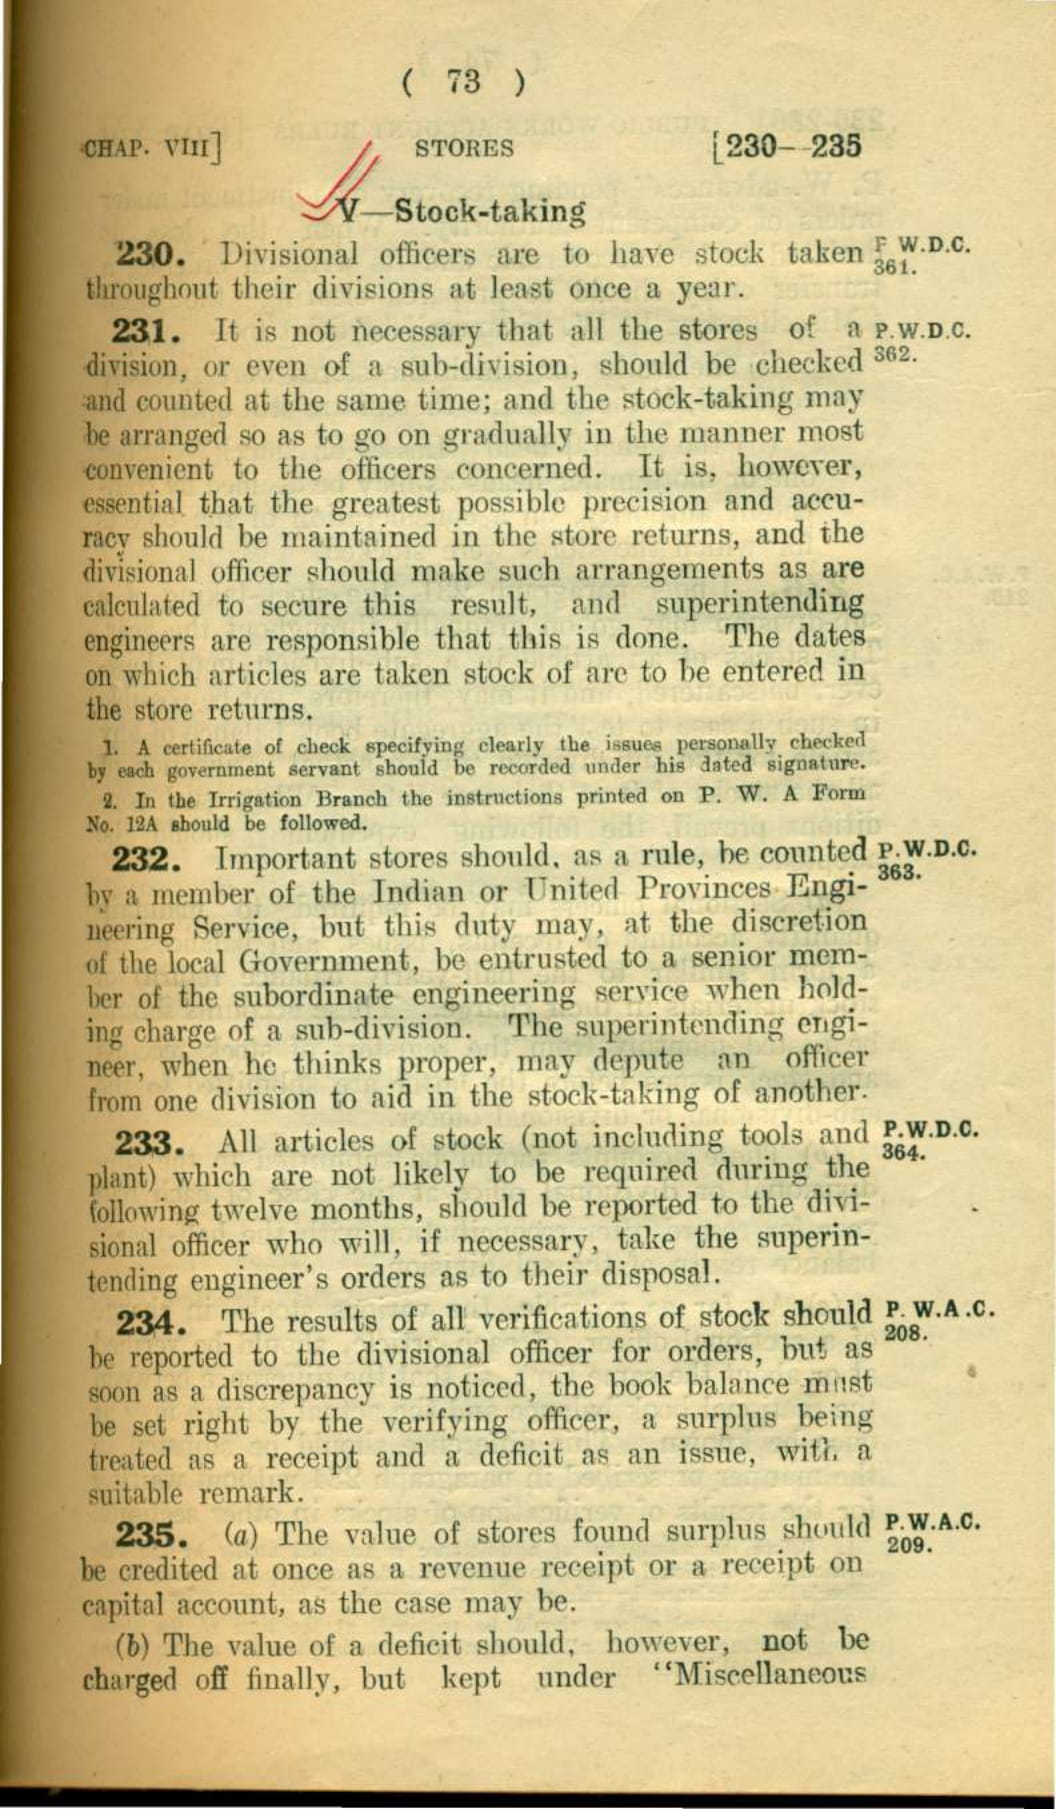 ( 73 )
CHAP. VIII] STORES [230—235
V—Stock-taking
230. Divisional officers are to have stock taken P W.D.C.
361.
throughout their divisions at least once a year.
231. It is not necessary that all the stores of a P.W.D.C.
division, or even of a sub-division, should be checked 362.
and counted at the same time; and the stock-taking may
be arranged so as to go on gradually in the manner most
convenient to the officers concerned. It is, however,
essential that the greatest possible precision and accu-
racy should be maintained in the store returns, and the
divisional officer should make such arrangements as are
calculated to secure this result, and superintending
engineers are responsible that this is done. The dates
on which articles are taken stock of are to be entered in
the store returns.
1. A certificate of check specifying clearly the issues personally checked
by each government servant should be recorded under his dated signature.
2. In the Irrigation Branch the instructions printed on P. W. A Form
No. 12A should be followed.
232. Important stores should, as a rule, be counted P.W.D.C.
363.
by a member of the Indian or United Provinces Engi-
neering Service, but this duty may, at the discretion
of the local Government, be entrusted to a senior mem-
ber of the subordinate engineering service when hold-
ing charge of a sub-division. The superintending engi-
neer, when he thinks proper, may depute an officer
from one division to aid in the stock-taking of another.
233. All articles of stock (not including tools and P.W.D.C.
364.
plant) which are not likely to be required during the
following twelve months, should be reported to the divi-
sional officer who will, if necessary, take the superin-
tending engineer's orders as to their disposal.
234. The results of all verifications of stock should P. W.A.C.
208.
be reported to the divisional officer for orders, but as
soon as a discrepancy is noticed, the book balance must
be set right by the verifying officer, a surplus being
treated as a receipt and a deficit as an issue, with a
suitable remark.
235. (a) The value of stores found surplus should P.W.A.C.
209.
be credited at once as a revenue receipt or a receipt on
capital account, as the case may be.
(b) The value of a deficit should, however, not be
charged off finally, but kept under "Miscellaneous